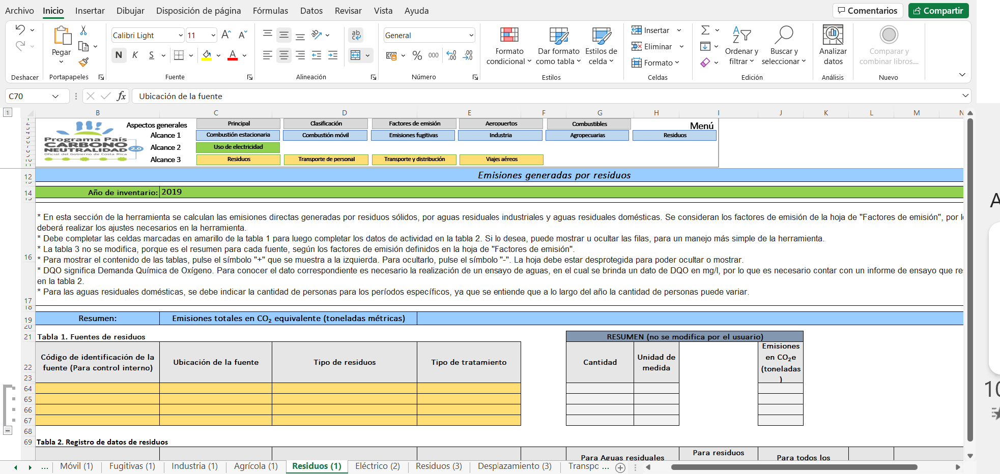 Archivo Inicio Insertar Dibujar Disposición de página Fórmulas Datos Revisar Vista Ayuda Comentarios Compartir
Calibri Light 11 General
Pegar
N K S
% 000
Formato condicional
Dar formato como tabla
Estilos de celda
Insertar
Eliminar
Formato
Ordenar y filtrar
Buscar y seleccionar
Analizar datos
Comparar y combinar libros....
Deshacer Portapapeles Fuente Alineación Número Estilos Celdas Edición Análisis Nuevo
C70 fx Ubicación de la fuente
1 B C D E F G H I J K L M N
Programa País
CARBONO
NEUTRALIDAD 2.0
Oficial del Gobierno de Costa Rica
Aspectos generales Principal Clasificación Factores de emisión Aeropuertos Combustibles Menú
Alcance 1 Combustión estacionaria Combustión móvil Emisiones fugitivas Industria Agropecuarias Residuos
Alcance 2 Uso de electricidad
Alcance 3 Residuos Transporte de personal Transporte y distribución Viajes aéreos
12 Emisiones generadas por residuos
14 Año de inventario: 2019
* En esta sección de la herramienta se calculan las emisiones directas generadas por residuos sólidos, por aguas residuales industriales y aguas residuales domésticas. Se consideran los factores de emisión de la hoja de "Factores de emisión", por l
deberá realizar los ajustes necesarios en la herramienta.
* Debe completar las celdas marcadas en amarillo de la tabla 1 para luego completar los datos de actividad en la tabla 2. Si lo desea, puede mostrar u ocultar las filas, para un manejo más simple de la herramienta.
* La tabla 3 no se modifica, porque es el resumen para cada fuente, según los factores de emisión definidos en la hoja de "Factores de emisión".
16 * Para mostrar el contenido de las tablas, pulse el símbolo "+" que se muestra a la izquierda. Para ocultarlo, pulse el símbolo "-". La hoja debe estar desprotegida para poder ocultar o mostrar.
* DQO significa Demanda Química de Oxígeno. Para conocer el dato correspondiente es necesario la realización de un ensayo de aguas, en el cual se brinda un dato de DQO en mg/l, por lo que es necesario contar con un informe de ensayo que re
en la tabla 2.
* Para las aguas residuales domésticas, se debe indicar la cantidad de personas para los períodos específicos, ya que se entiende que a lo largo del año la cantidad de personas puede variar.
17
18
19 Resumen: Emisiones totales en CO₂ equivalente (toneladas métricas)
20
21 Tabla 1. Fuentes de residuos RESUMEN (no se modifica por el usuario)
22 Código de identificación de la fuente (Para control interno) Ubicación de la fuente Tipo de residuos Tipo de tratamiento Cantidad Unidad de medida Emisiones en CO₂e (toneladas )
23
64
65
66
67
68
69 Tabla 2. Registro de datos de residuos
Para Aguas residuales Para residuos Para todos los
... Móvil (1) Fugitivas (1) Industria (1) Agrícola (1) Residuos (1) Eléctrico (2) Residuos (3) Desplazamiento (3) Transpo ...
A
10